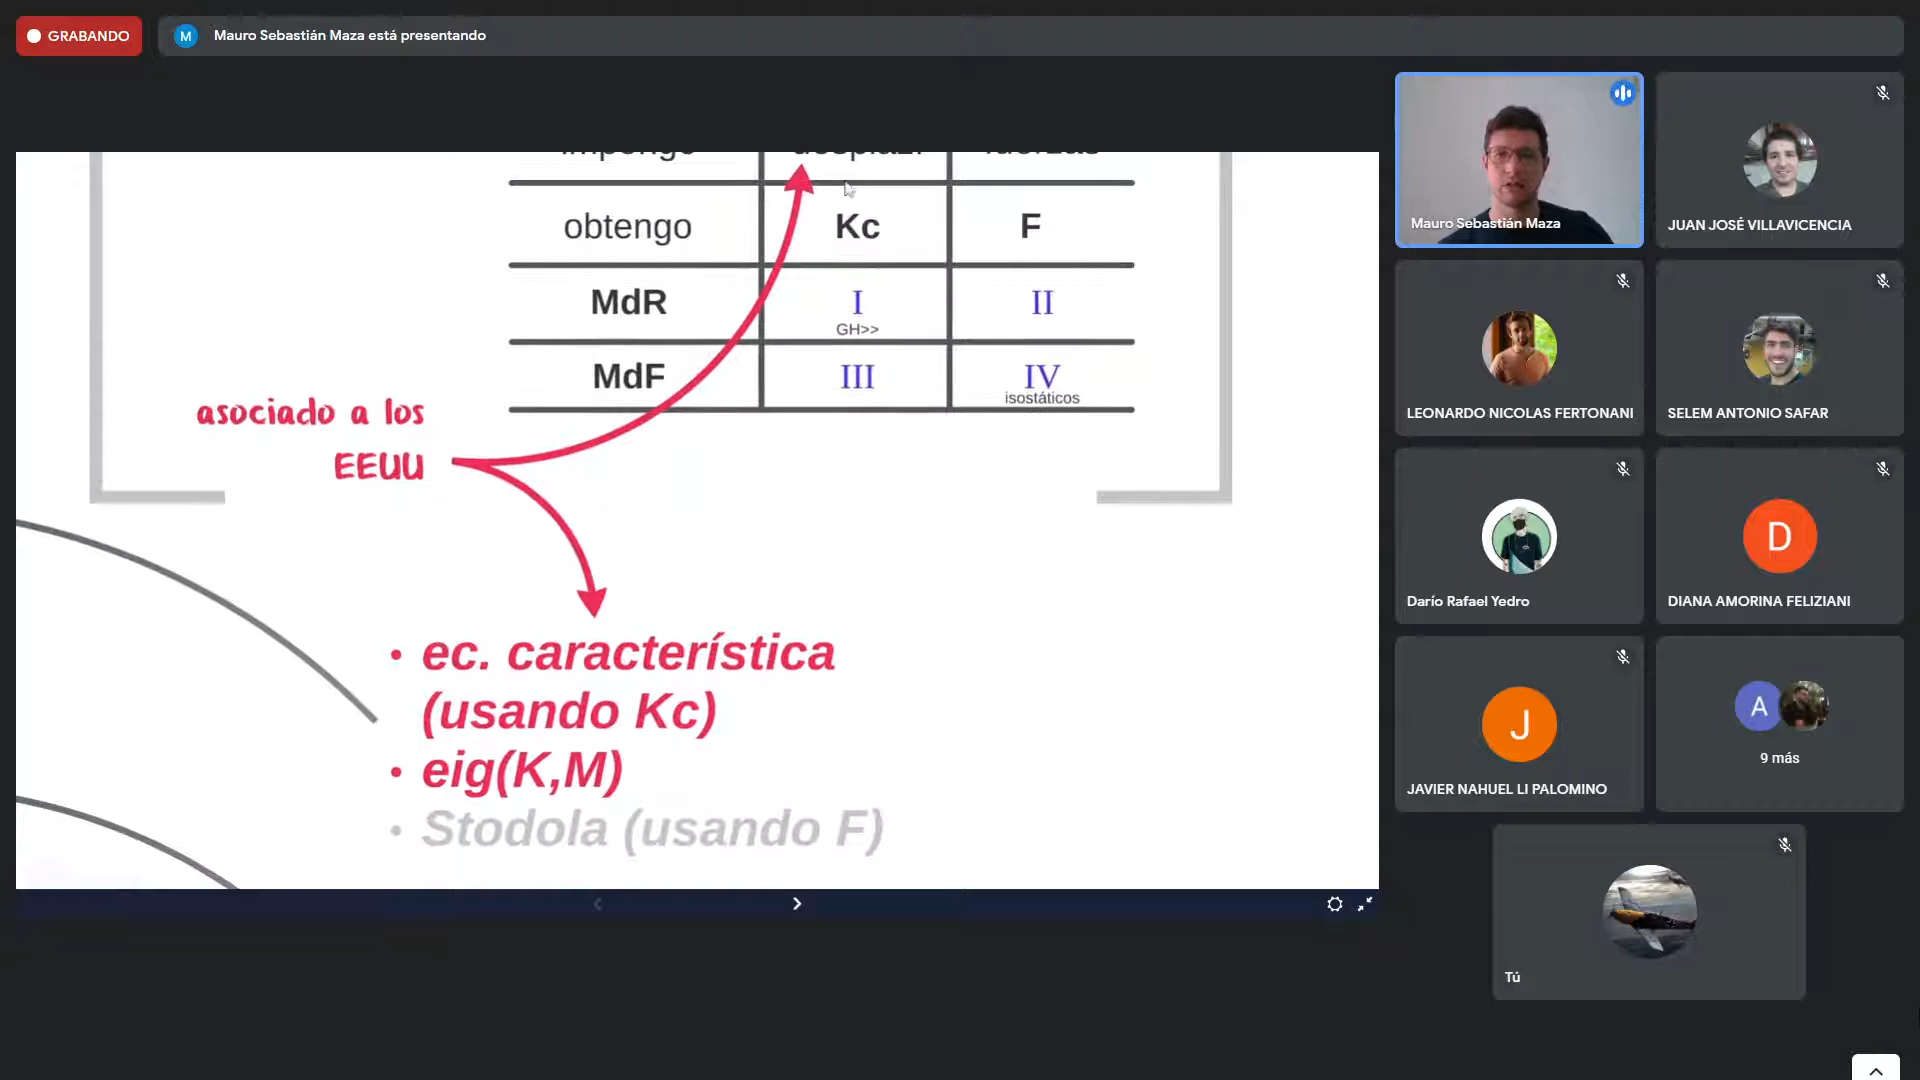 GRABANDO
M
Mauro Sebastián Maza está presentando
obtengo Kc F
MdR I II
GH>>
MdF III IV
isostáticos
asociado a los
EEUU
• ec. característica
(usando Kc)
• eig(K,M)
• Stodola (usando F)
Mauro Sebastián Maza
JUAN JOSÉ VILLAVICENCIA
LEONARDO NICOLAS FERTONANI
SELEM ANTONIO SAFAR
Darío Rafael Yedro
D
DIANA AMORINA FELIZIANI
J
JAVIER NAHUEL LI PALOMINO
A
9 más
Tú